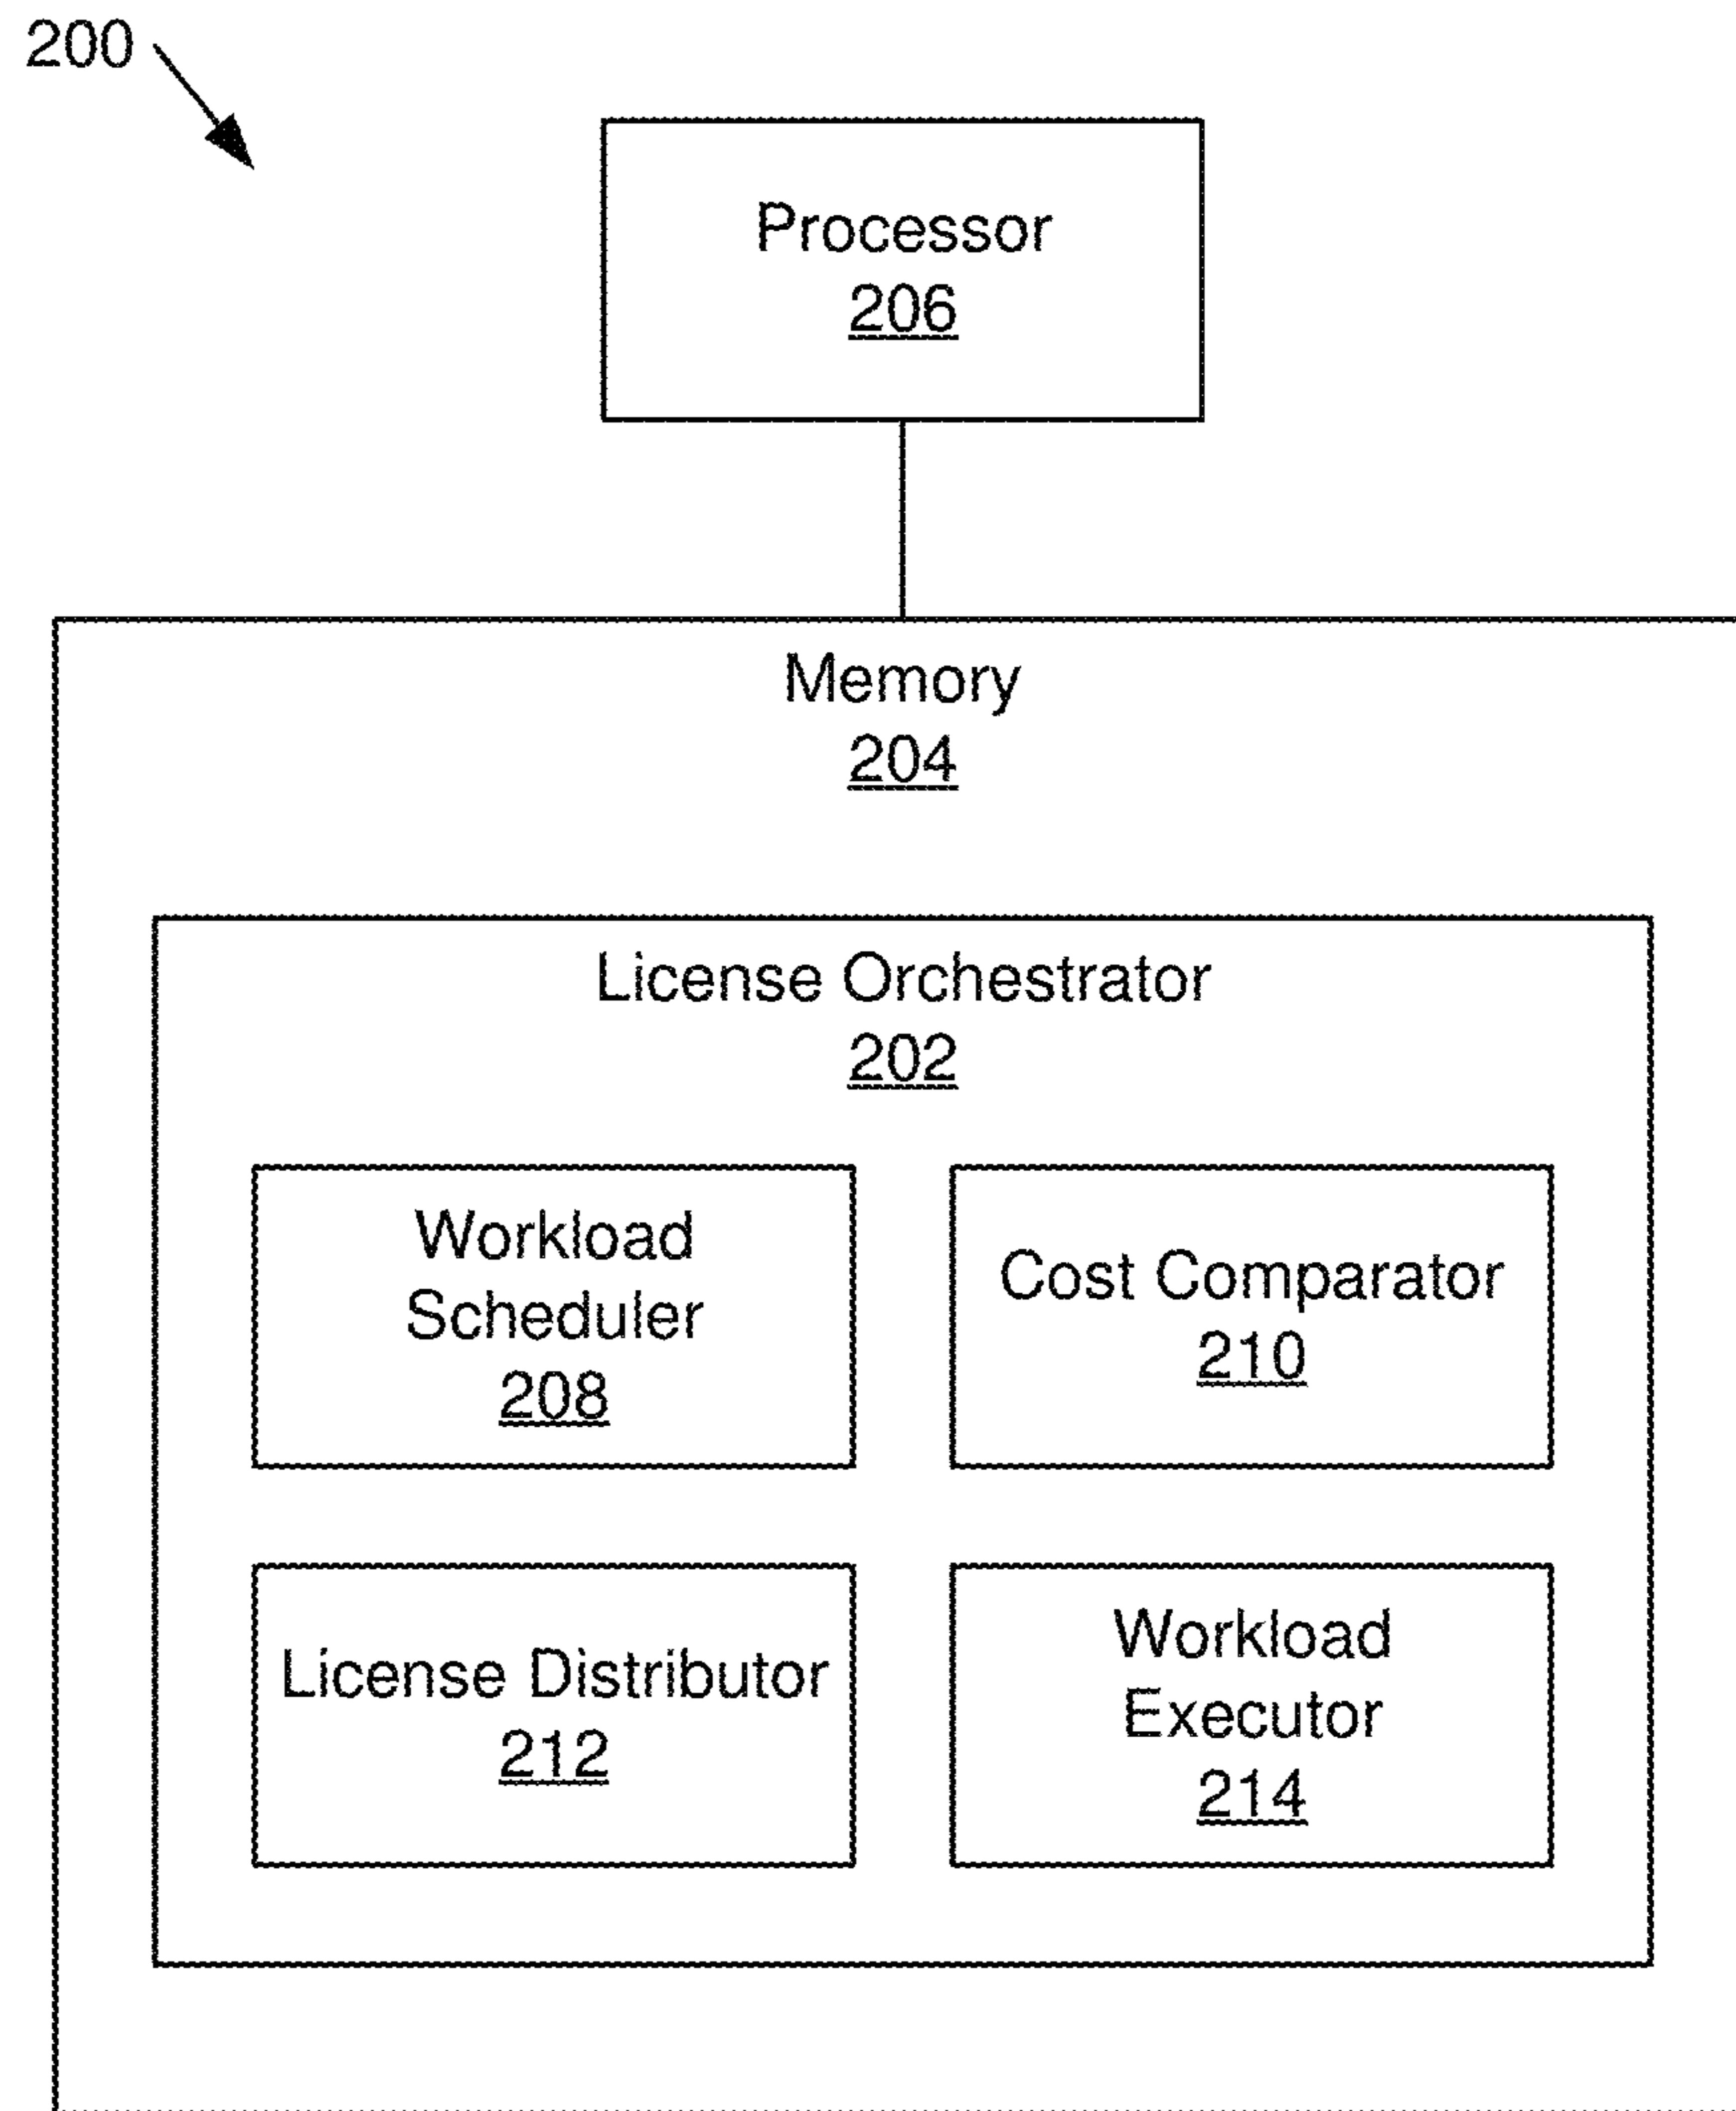 200
Processor
206
Memory
204
License Orchestrator
202
Workload
Scheduler
208
Cost Comparator
210
License Distributor
212
Workload
Executor
214